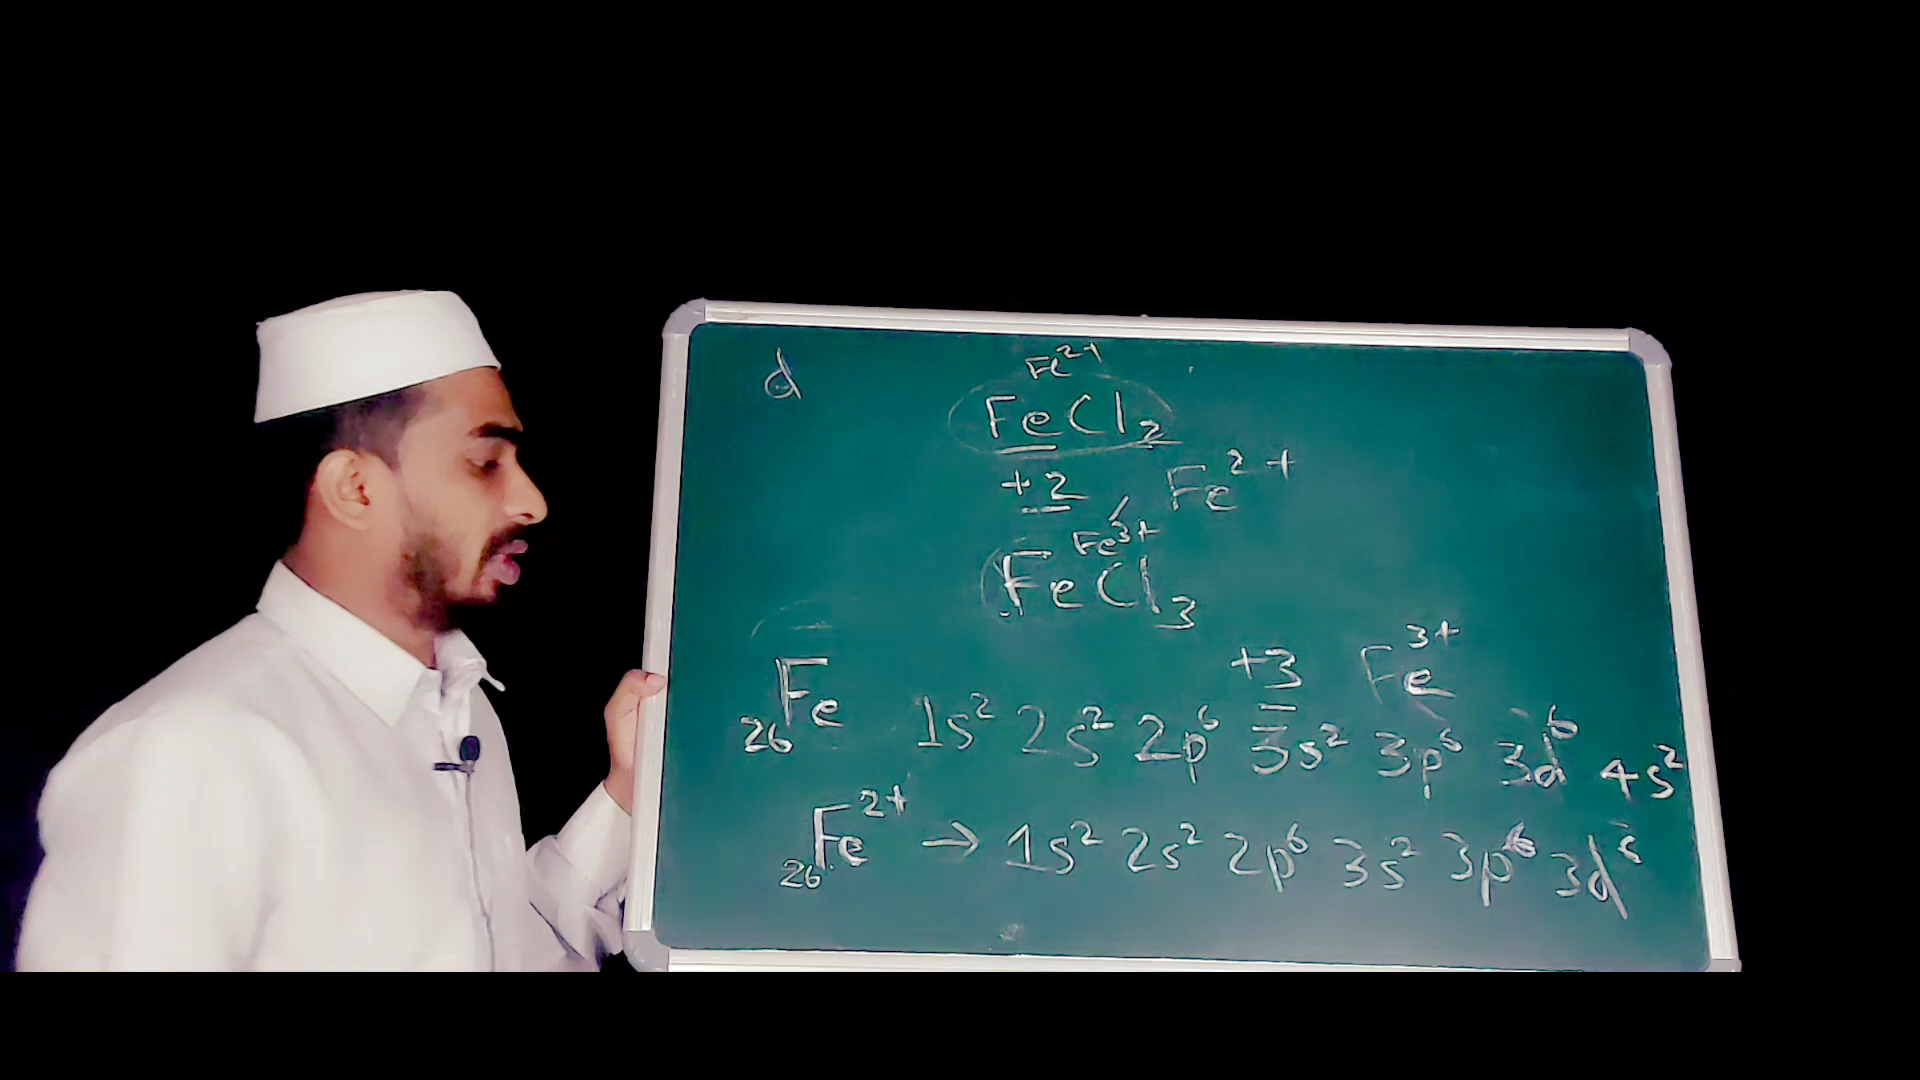 d
Fe²⁺
FeCl₂
+2 Fe²⁺
Fe³⁺
FeCl₃
+3 Fe³⁺
₂₆Fe 1s² 2s² 2p⁶ 3s² 3p⁶ 3d⁶ 4s²
₂₆Fe²⁺ → 1s² 2s² 2p⁶ 3s² 3p⁶ 3d⁶